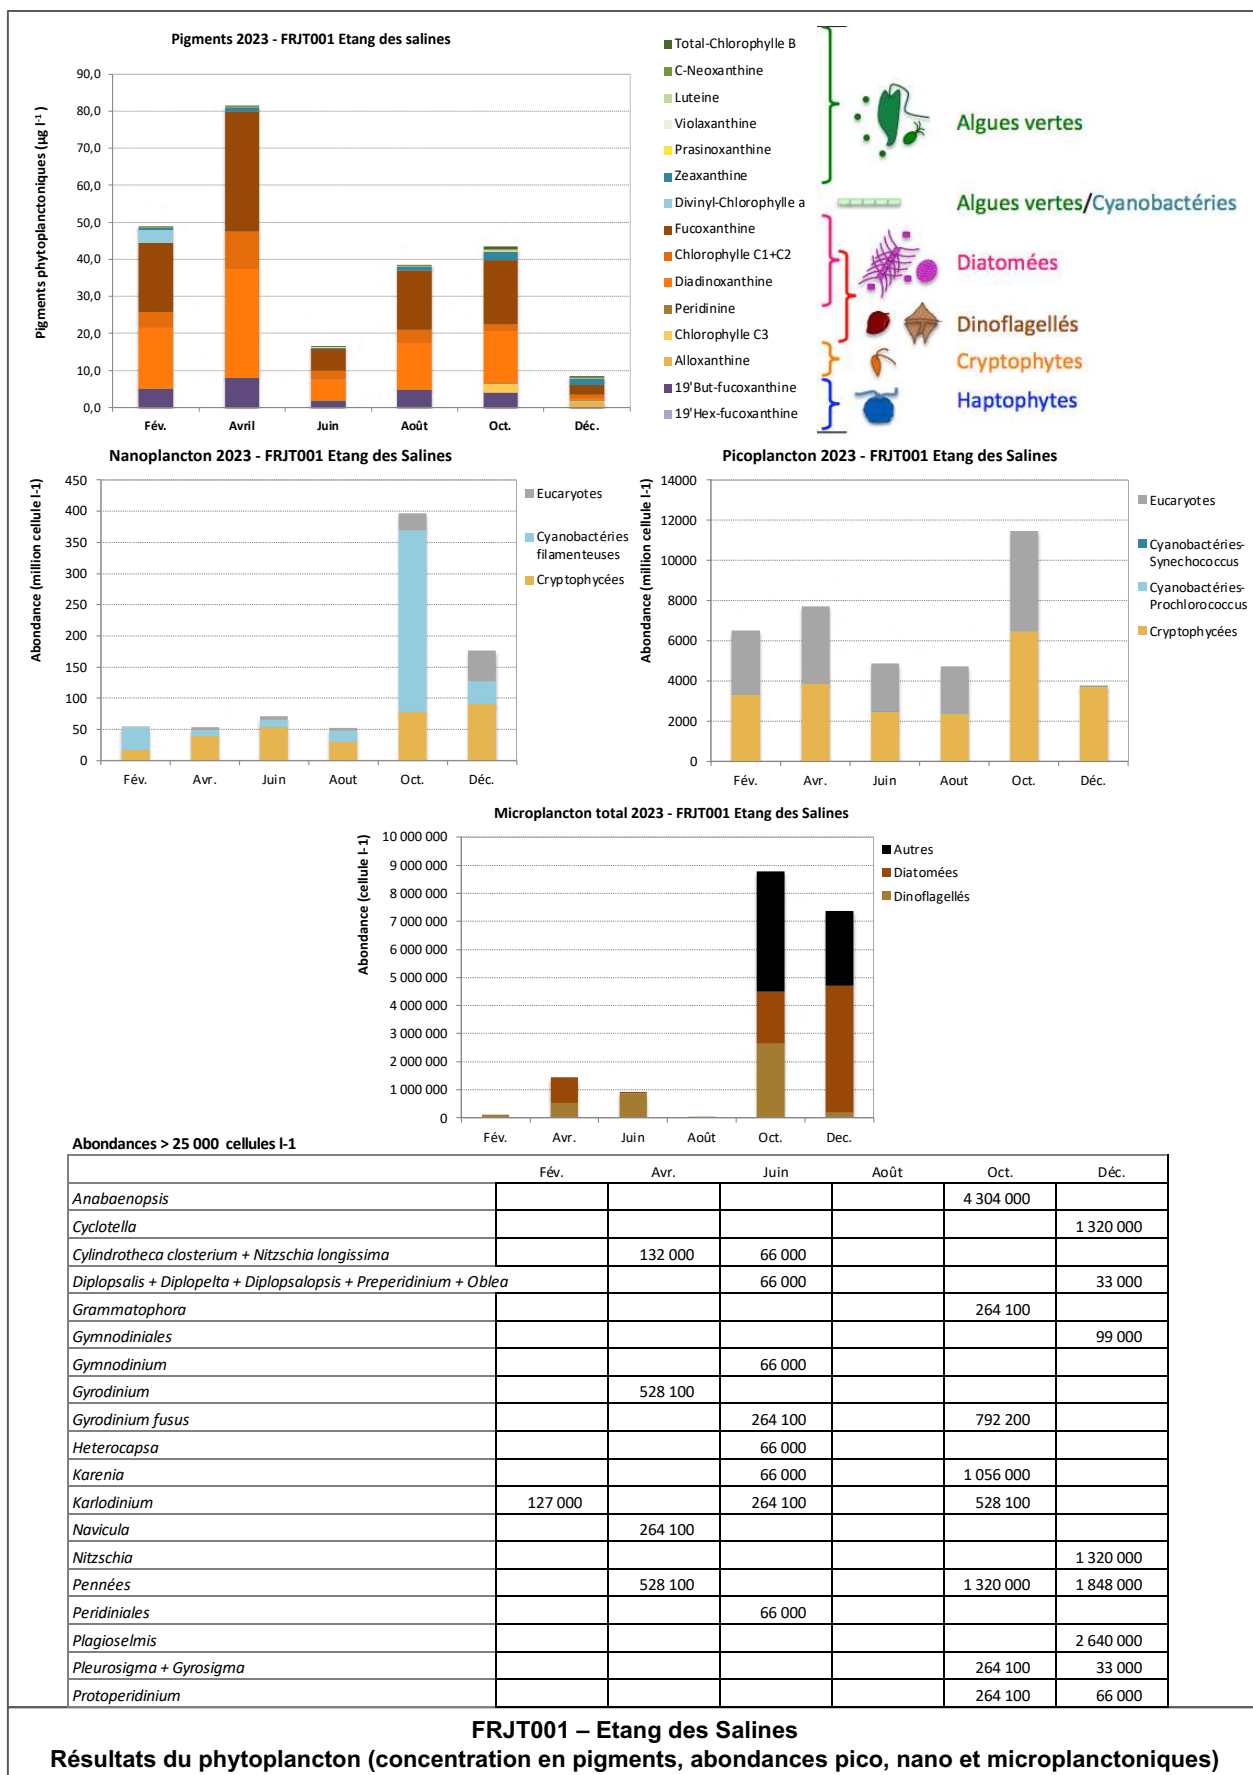 Pigments 2023 - FRJT001 Etang des salines
Pigments phytoplanctoniques (µg l-1 )
90,0
80,0
70,0
60,0
50,0
40,0
30,0
20,0
10,0
0,0
Fév. Avril Juin Août Oct. Déc.
Total-Chlorophylle B
C-Neoxanthine
Luteine
Violaxanthine
Prasinoxanthine
Zeaxanthine
Divinyl-Chlorophylle a
Fucoxanthine
Chlorophylle C1+C2
Diadinoxanthine
Peridinine
Chlorophylle C3
Alloxanthine
19'But-fucoxanthine
19'Hex-fucoxanthine
Algues vertes
Algues vertes/Cyanobactéries
Diatomées
Dinoflagellés
Cryptophytes
Haptophytes
Nanoplancton 2023 - FRJT001 Etang des Salines
Abondance (million cellule l-1)
450
400
350
300
250
200
150
100
50
0
Fév. Avr. Juin Aout Oct. Déc.
Eucaryotes
Cyanobactéries
filamenteuses
Cryptophycées
Picoplancton 2023 - FRJT001 Etang des Salines
Abondance (million cellule l-1)
14000
12000
10000
8000
6000
4000
2000
0
Fév. Avr. Juin Aout Oct. Déc.
Eucaryotes
Cyanobactéries-
Synechococcus
Cyanobactéries-
Prochlorococcus
Cryptophycées
Microplancton total 2023 - FRJT001 Etang des Salines
Abondance (cellule l-1)
10 000 000
9 000 000
8 000 000
7 000 000
6 000 000
5 000 000
4 000 000
3 000 000
2 000 000
1 000 000
0
Fév. Avr. Juin Août Oct. Dec.
Autres
Diatomées
Dinoflagellés
Abondances > 25 000 cellules l-1
Fév. Avr. Juin Août Oct. Déc.
Anabaenopsis 4 304 000
Cyclotella 1 320 000
Cylindrotheca closterium + Nitzschia longissima 132 000 66 000
Diplopsalis + Diplopelta + Diplopsalopsis + Preperidinium + Oblea 66 000 33 000
Grammatophora 264 100
Gymnodiniales 99 000
Gymnodinium 66 000
Gyrodinium 528 100
Gyrodinium fusus 264 100 792 200
Heterocapsa 66 000
Karenia 66 000 1 056 000
Karlodinium 127 000 264 100 528 100
Navicula 264 100
Nitzschia 1 320 000
Pennées 528 100 1 320 000 1 848 000
Peridiniales 66 000
Plagioselmis 2 640 000
Pleurosigma + Gyrosigma 264 100 33 000
Protoperidinium 264 100 66 000
FRJT001 – Etang des Salines
Résultats du phytoplancton (concentration en pigments, abondances pico, nano et microplanctoniques)